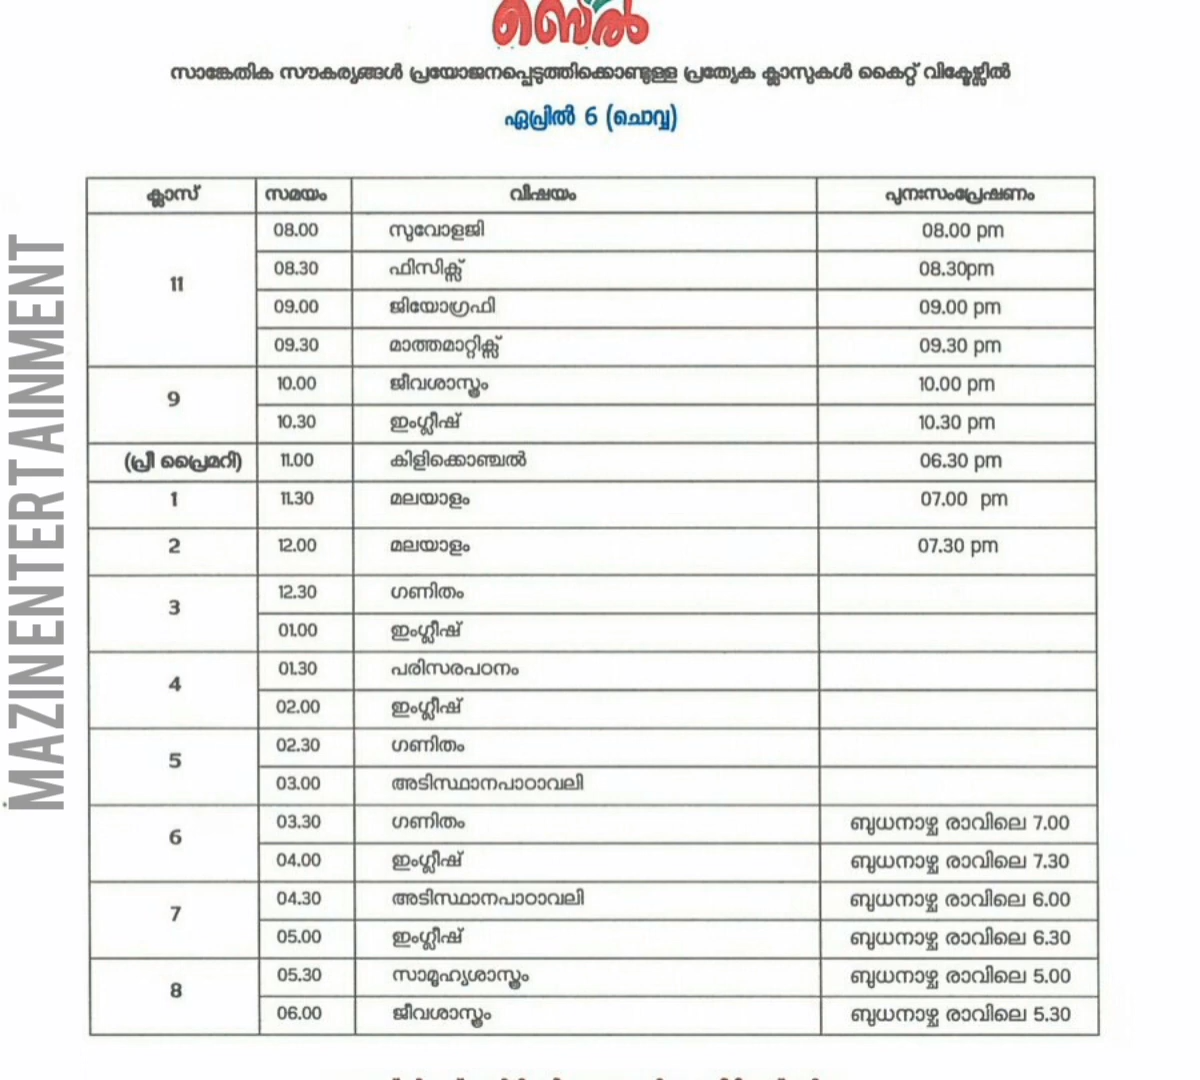 ബെൽ
സാങ്കേതിക സൗകര്യങ്ങൾ പ്രയോജനപ്പെടുത്തിക്കൊണ്ടുള്ള പ്രത്യേക ക്ലാസുകൾ കൈറ്റ് വിക്ടേഴ്സിൽ
ഏപ്രിൽ 6 (ചൊവ്വ)
ക്ലാസ് സമയം വീഷയം പുനഃസംപ്രേഷണം
11 08.00 സുവോളജി 08.00 pm
08.30 ഫിസിക്സ് 08.30pm
09.00 ജിയോഗ്രഫി 09.00 pm
09.30 മാത്തമാറ്റിക്സ് 09.30 pm
9 10.00 ജീവശാസ്ത്രം 10.00 pm
10.30 ഇംഗ്ലീഷ് 10.30 pm
(പ്രീ പ്രൈമറി) 11.00 കിളിക്കൊഞ്ചൽ 06.30 pm
1 11.30 മലയാളം 07.00 pm
2 12.00 മലയാളം 07.30 pm
3 12.30 ഗണിതം
01.00 ഇംഗ്ലീഷ്
4 01.30 പരിസരപഠനം
02.00 ഇംഗ്ലീഷ്
5 02.30 ഗണിതം
03.00 അടിസ്ഥാനപാഠാവലി
6 03.30 ഗണിതം ബുധനാഴ്ച രാവിലെ 7.00
04.00 ഇംഗ്ലീഷ് ബുധനാഴ്ച രാവിലെ 7.30
7 04.30 അടിസ്ഥാനപാഠാവലി ബുധനാഴ്ച രാവിലെ 6.00
05.00 ഇംഗ്ലീഷ് ബുധനാഴ്ച രാവിലെ 6.30
8 05.30 സാമൂഹ്യശാസ്ത്രം ബുധനാഴ്ച രാവിലെ 5.00
06.00 ജീവശാസ്ത്രം ബുധനാഴ്ച രാവിലെ 5.30
MAZIN ENTERTAINMENT